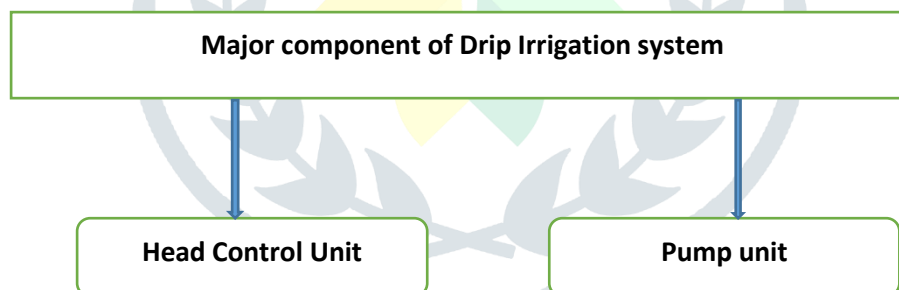 Major component of Drip Irrigation system
Head Control Unit
Pump unit